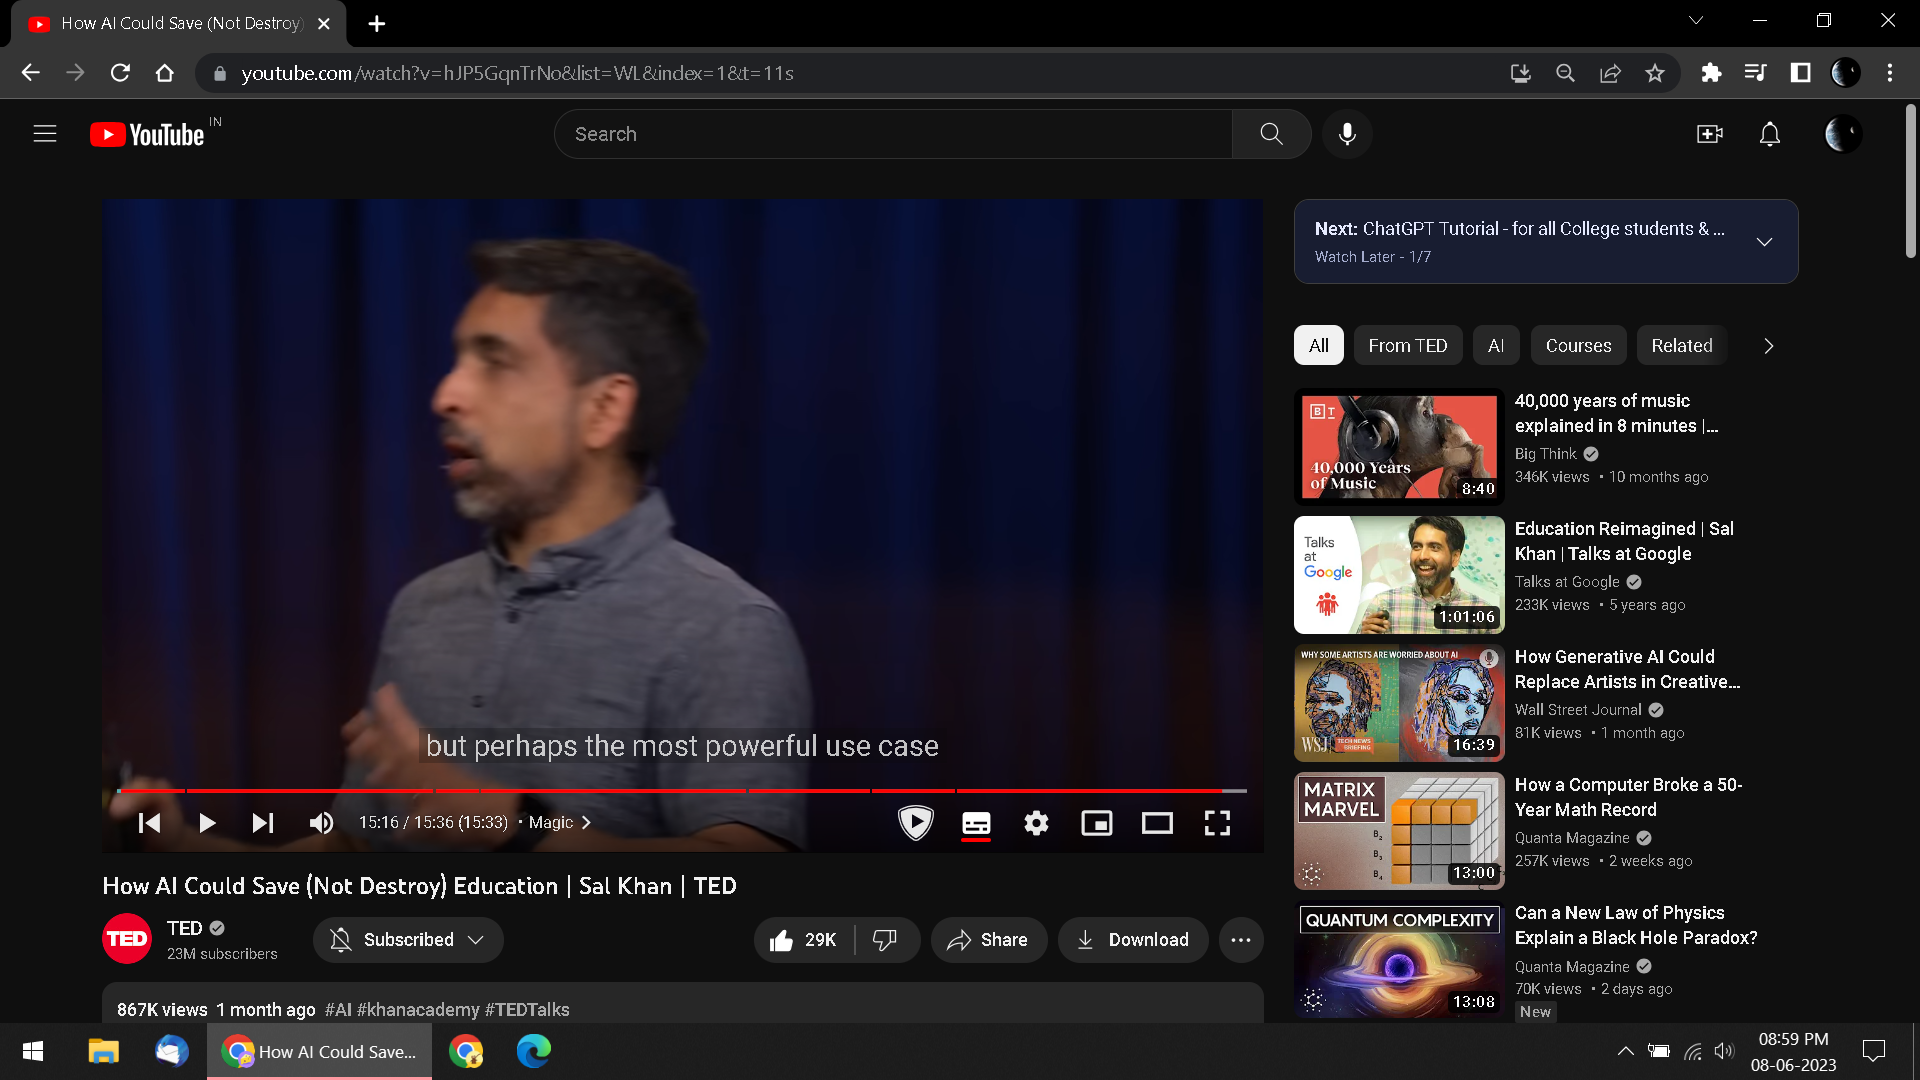 How AI Could Save (Not Destroy)
youtube.com/watch?v=hJP5GqnTrNo&list=WL&index=1&t=11s
YouTube IN
Search
but perhaps the most powerful use case
15:16 / 15:36 (15:33) • Magic
How AI Could Save (Not Destroy) Education | Sal Khan | TED
TED
TED
23M subscribers
Subscribed
29K
Share
Download
867K views 1 month ago #AI #khanacademy #TEDTalks
Next: ChatGPT Tutorial - for all College students & ...
Watch Later - 1/7
All
From TED
AI
Courses
Related
B T
40,000 Years
of Music
8:40
40,000 years of music
explained in 8 minutes |...
Big Think
346K views • 10 months ago
Talks
at
Google
1:01:06
Education Reimagined | Sal
Khan | Talks at Google
Talks at Google
233K views • 5 years ago
WHY SOME ARTISTS ARE WORRIED ABOUT AI
WSJ TECH NEWS
BRIEFING
16:39
How Generative AI Could
Replace Artists in Creative...
Wall Street Journal
81K views • 1 month ago
MATRIX
MARVEL
B₂
B₃
B₄
13:00
How a Computer Broke a 50-
Year Math Record
Quanta Magazine
257K views • 2 weeks ago
QUANTUM COMPLEXITY
13:08
Can a New Law of Physics
Explain a Black Hole Paradox?
Quanta Magazine
70K views • 2 days ago
New
How AI Could Save...
08:59 PM
08-06-2023